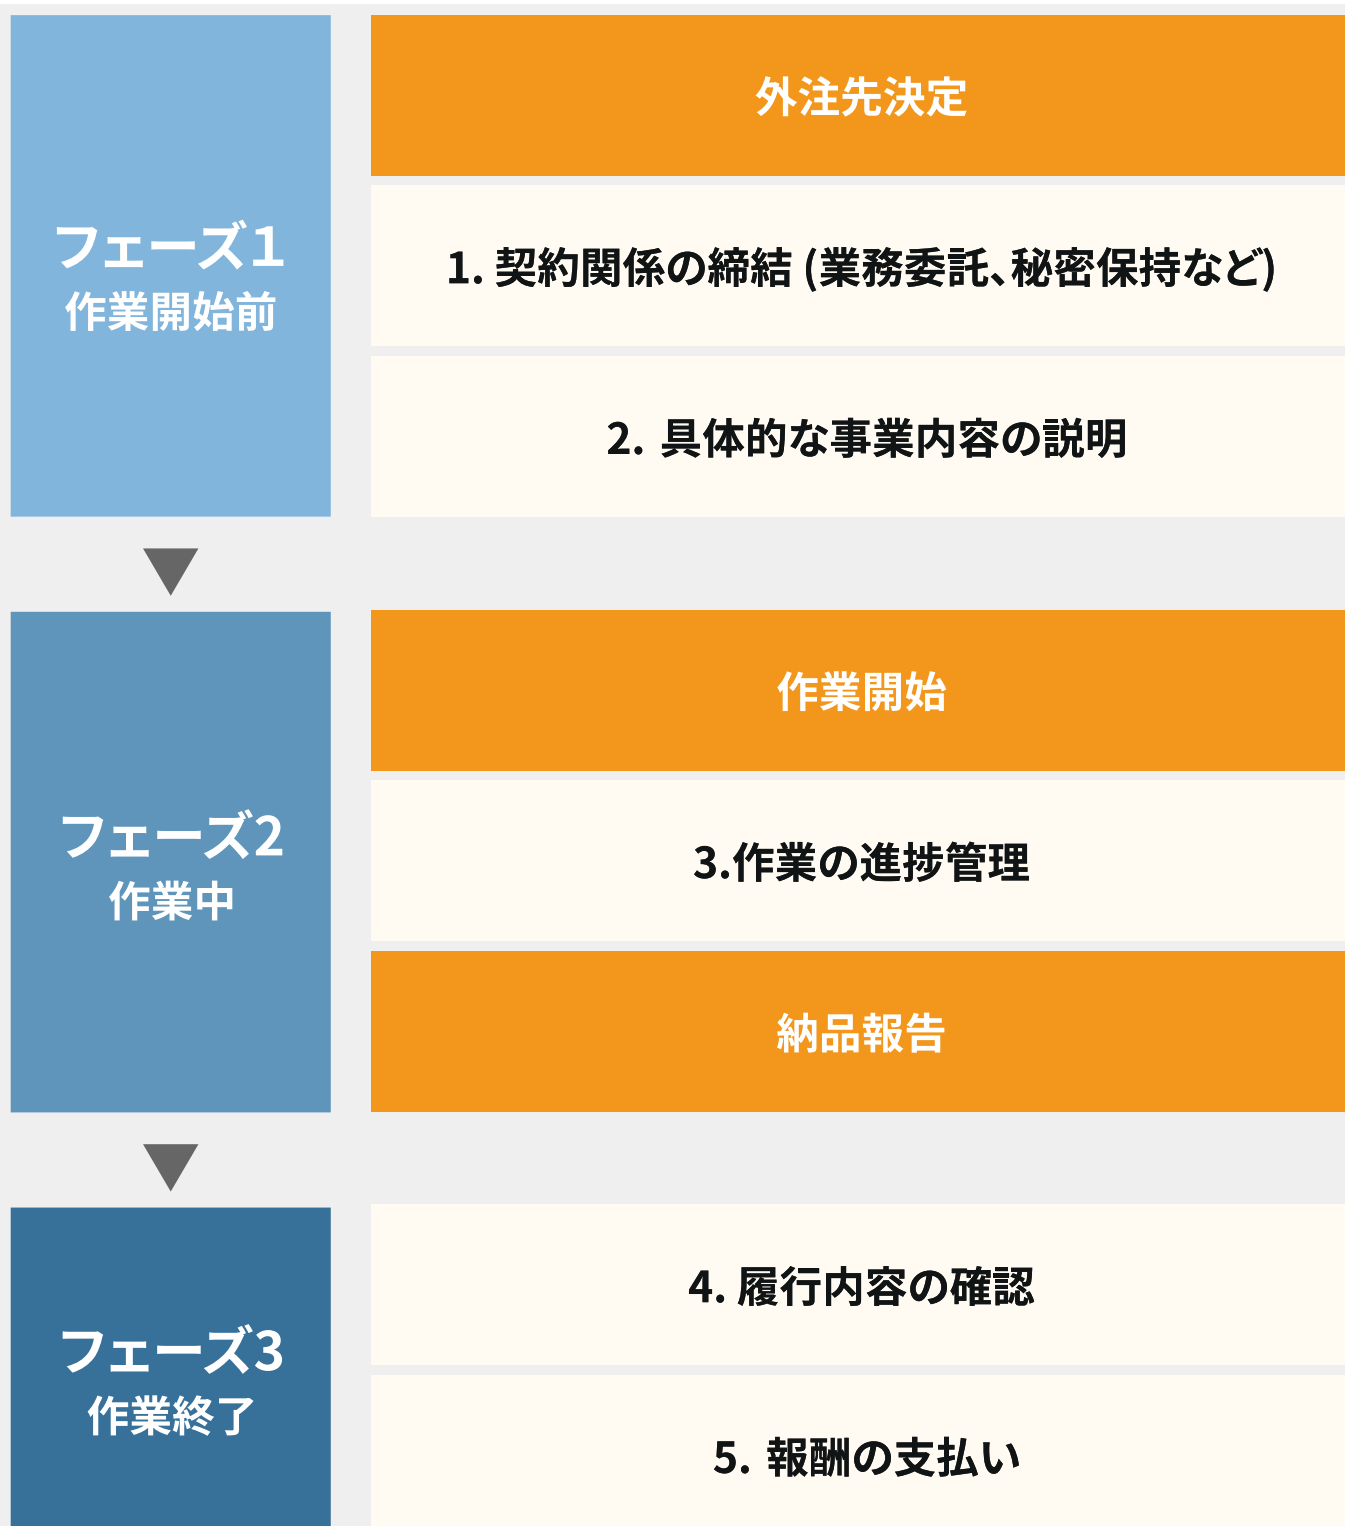 フェーズ1
作業開始前
外注先決定
1. 契約関係の締結 (業務委託、秘密保持など)
2. 具体的な事業内容の説明
フェーズ2
作業中
作業開始
3.作業の進捗管理
納品報告
フェーズ3
作業終了
4. 履行内容の確認
5. 報酬の支払い